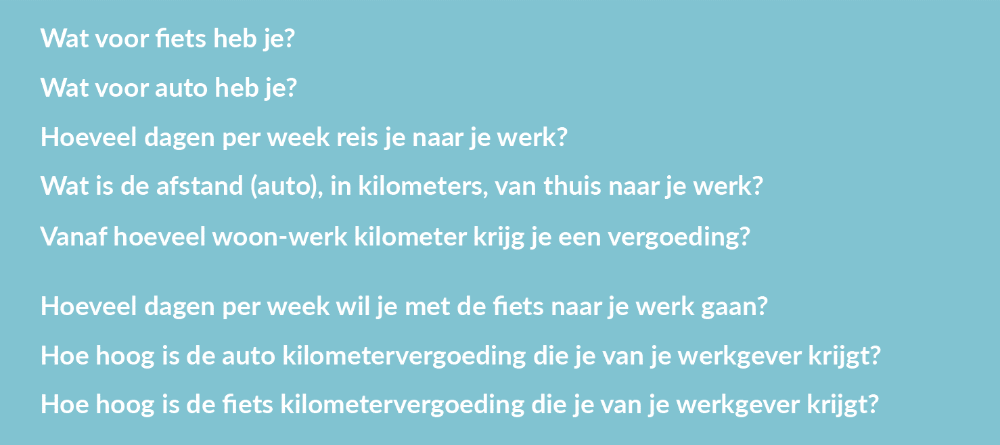 Wat voor fiets heb je?
Wat voor auto heb je?
Hoeveel dagen per week reis je naar je werk?
Wat is de afstand (auto), in kilometers, van thuis naar je werk?
Vanaf hoeveel woon-werk kilometer krijg je een vergoeding?
Hoeveel dagen per week wil je met de fiets naar je werk gaan?
Hoe hoog is de auto kilometervergoeding die je van je werkgever krijgt?
Hoe hoog is de fiets kilometervergoeding die je van je werkgever krijgt?